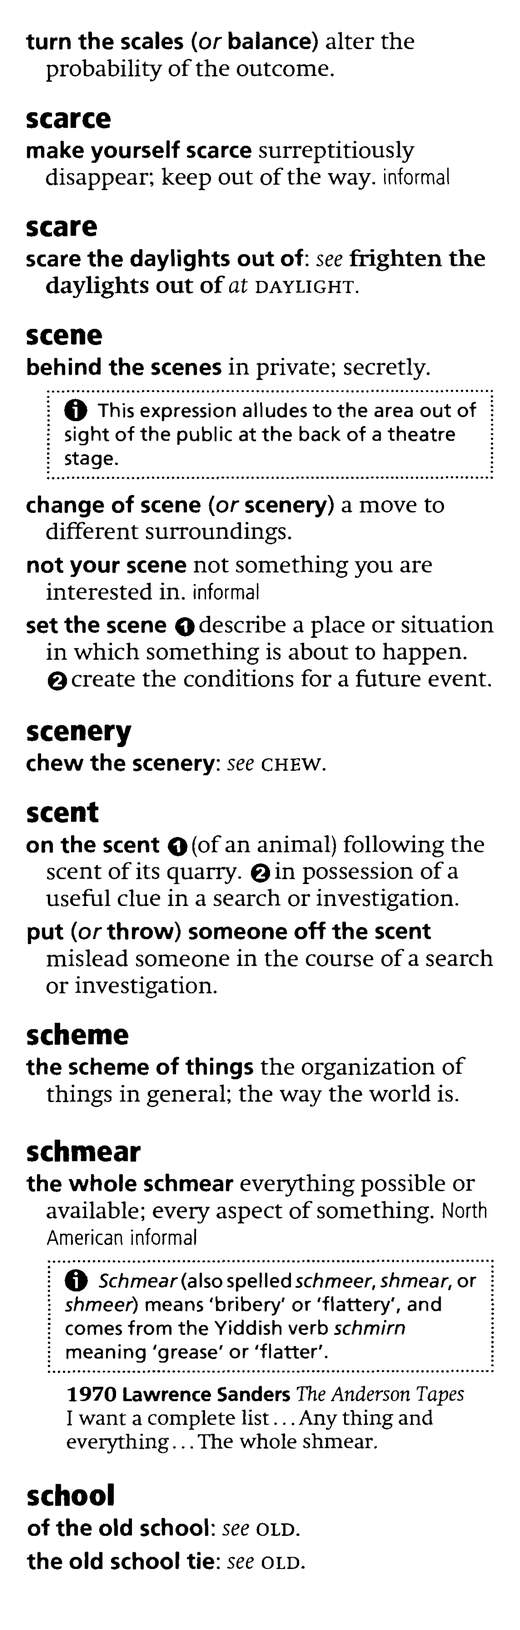 turn the scales (or balance) alter the
probability of the outcome.
scarce
make yourself scarce surreptitiously
disappear; keep out of the way. informal
scare
scare the daylights out of: see frighten the
daylights out of at DAYLIGHT.
scene
behind the scenes in private; secretly.
ℹ This expression alludes to the area out of
sight of the public at the back of a theatre
stage.
change of scene (or scenery) a move to
different surroundings.
not your scene not something you are
interested in. informal
set the scene ❶ describe a place or situation
in which something is about to happen.
❷ create the conditions for a future event.
scenery
chew the scenery: see CHEW.
scent
on the scent ❶ (of an animal) following the
scent of its quarry. ❷ in possession of a
useful clue in a search or investigation.
put (or throw) someone off the scent
mislead someone in the course of a search
or investigation.
scheme
the scheme of things the organization of
things in general; the way the world is.
schmear
the whole schmear everything possible or
available; every aspect of something. North
American informal
ℹ Schmear (also spelled schmeer, shmear, or
shmeer) means ‘bribery’ or ‘flattery’, and
comes from the Yiddish verb schmirn
meaning ‘grease’ or ‘flatter’.
1970 Lawrence Sanders The Anderson Tapes
I want a complete list...Any thing and
everything...The whole shmear.
school
of the old school: see OLD.
the old school tie: see OLD.